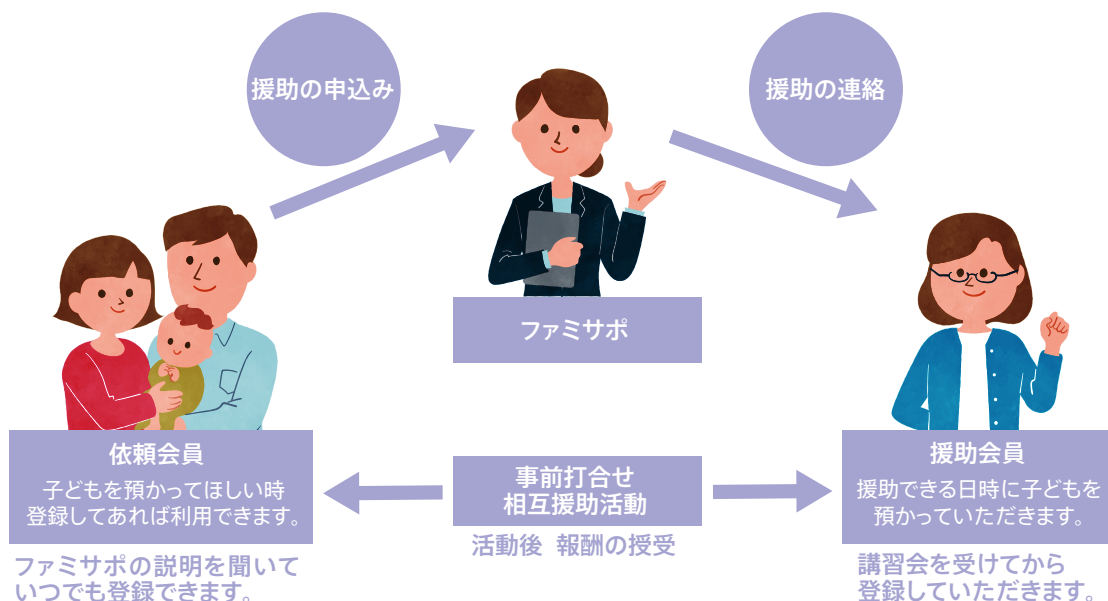 援助の申込み
援助の連絡
ファミサポ
依頼会員
子どもを預かってほしい時
登録してあれば利用できます。
ファミサポの説明を聞いて
いつでも登録できます。
事前打合せ
相互援助活動
活動後 報酬の授受
援助会員
援助できる日時に子どもを
預かっていただきます。
講習会を受けてから
登録していただきます。